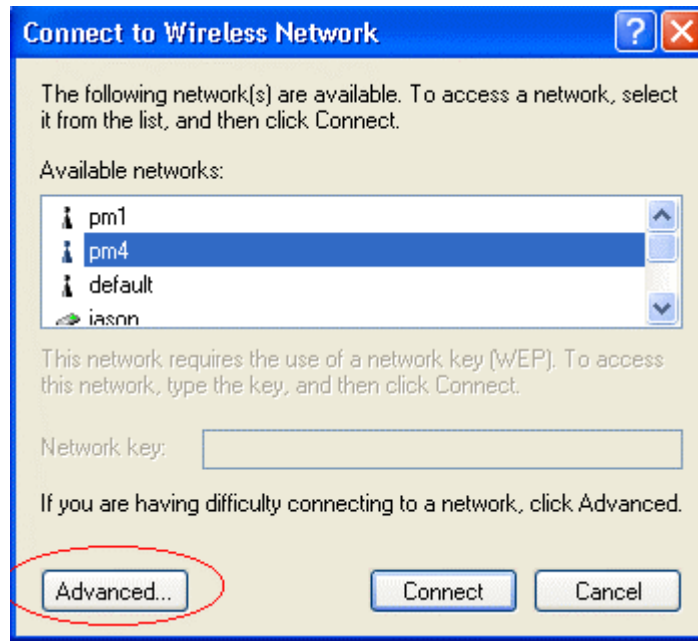 Connect to Wireless Network
The following network(s) are available. To access a network, select
it from the list, and then click Connect.
Available networks:
pm1
pm4
default
jason
This network requires the use of a network key (WEP). To access
this network, type the key, and then click Connect.
Network key:
If you are having difficulty connecting to a network, click Advanced.
Advanced... Connect Cancel